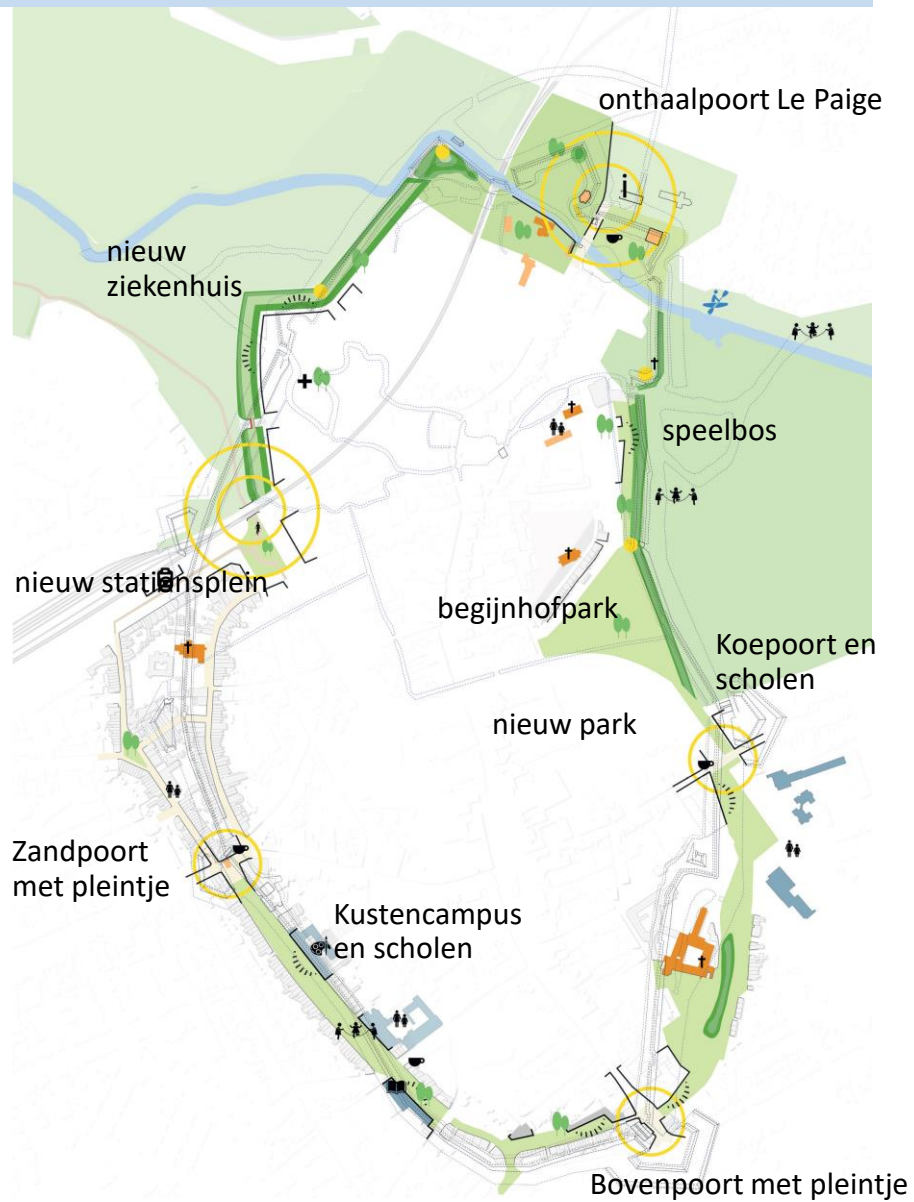 onthaalpoort Le Paige
i
nieuw
ziekenhuis
speelbos
nieuw stationsplein
begijnhofpark
Koepoort en
scholen
nieuw park
Zandpoort
met pleintje
Kustencampus
en scholen
Bovenpoort met pleintje